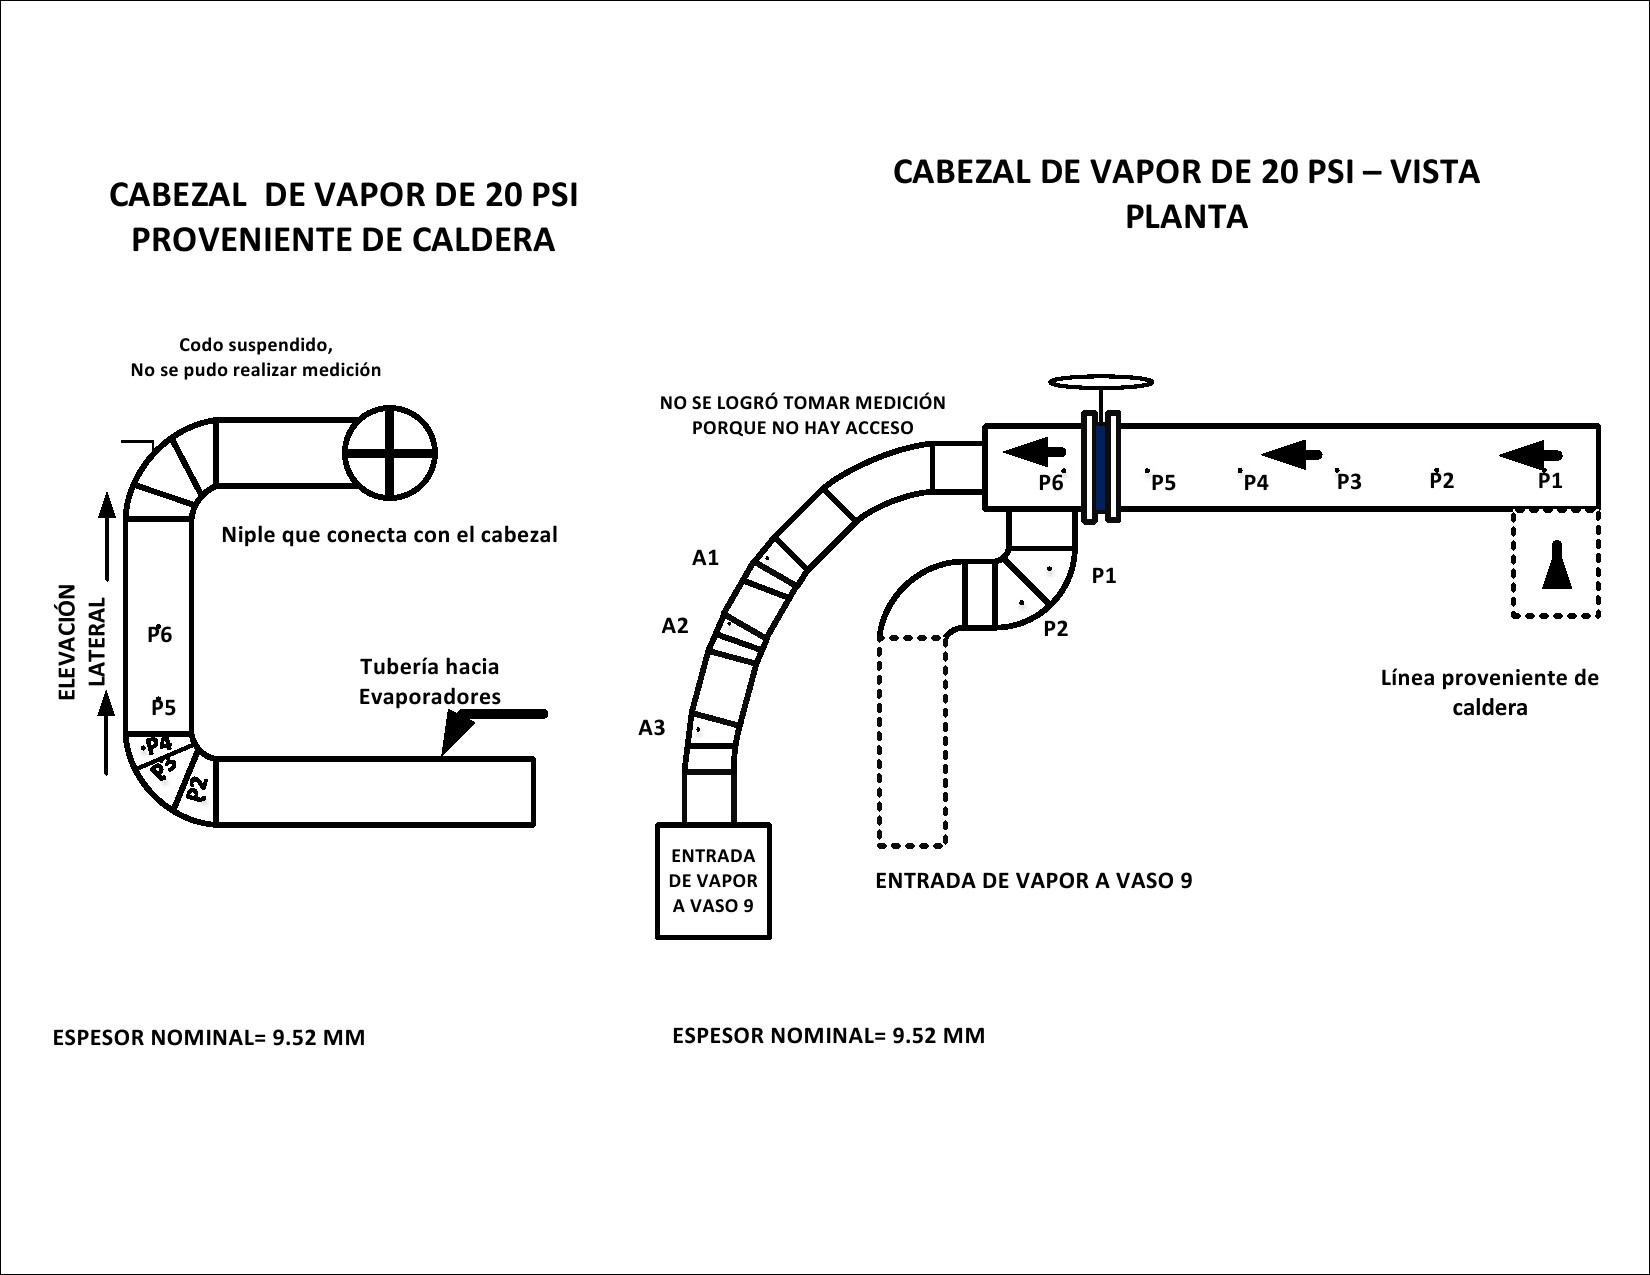 CABEZAL DE VAPOR DE 20 PSI
PROVENIENTE DE CALDERA
Codo suspendido,
No se pudo realizar medición
Niple que conecta con el cabezal
ELEVACIÓN
LATERAL
P6
P5
P4
P3
P2
Tubería hacia
Evaporadores
ESPESOR NOMINAL= 9.52 MM
CABEZAL DE VAPOR DE 20 PSI – VISTA
PLANTA
NO SE LOGRÓ TOMAR MEDICIÓN
PORQUE NO HAY ACCESO
P6
P5
P4
P3
P2
P1
A1
A2
A3
P1
P2
Línea proveniente de
caldera
ENTRADA
DE VAPOR
A VASO 9
ENTRADA DE VAPOR A VASO 9
ESPESOR NOMINAL= 9.52 MM